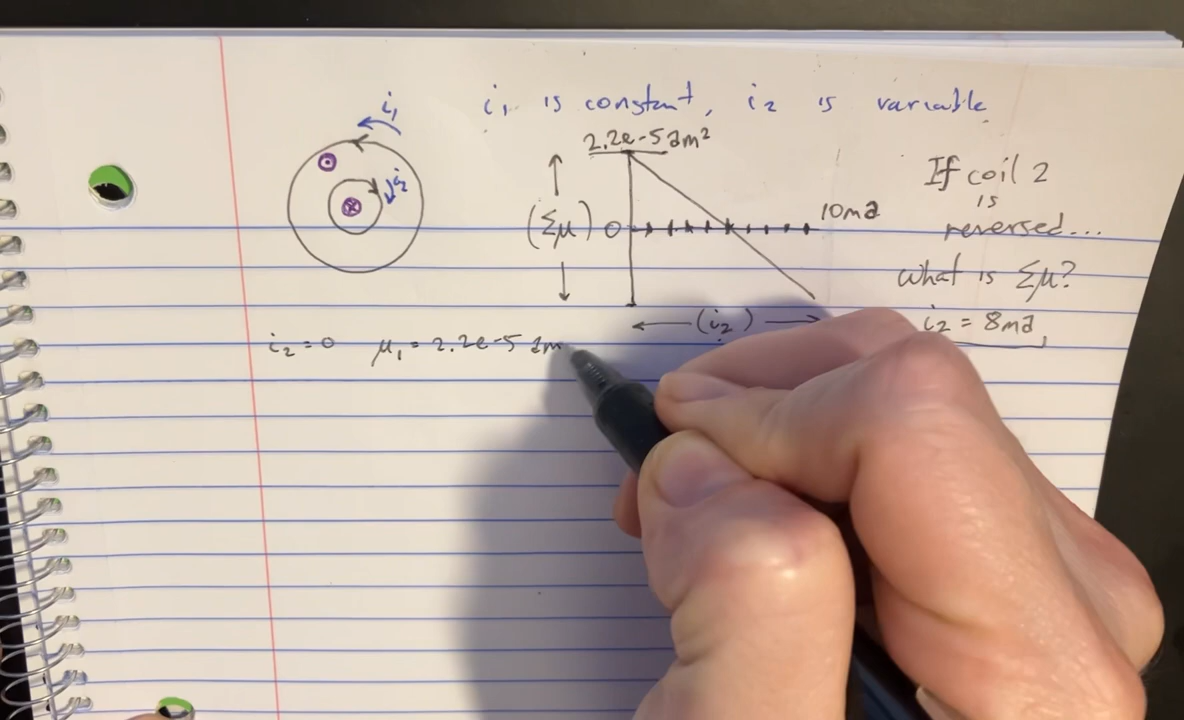 i₁ is constant, i₂ is variable
i₁
i₂
2.2e-5 am²
(Σμ) 0
10ma
(i₂)
If coil 2
is
reversed...
what is Σμ?
i₂ = 8ma
i₂ = 0 μ₁ = 2.2e-5 am